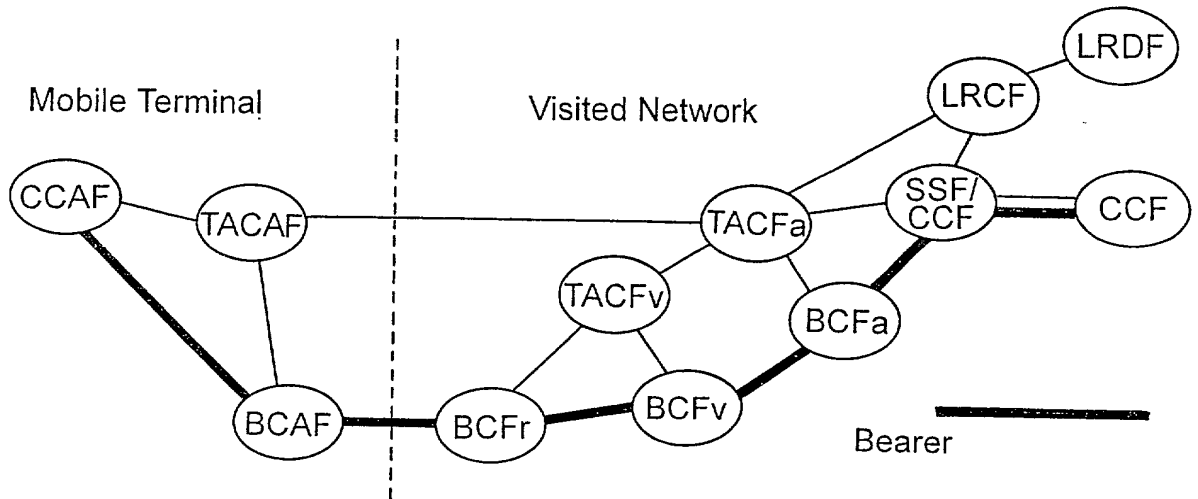 LRDF
Mobile Terminal
Visited Network
LRCF
CCAF
TACAF
TACFa
SSF/
CCF
CCF
TACFv
BCFa
BCAF
BCFr
BCFv
Bearer